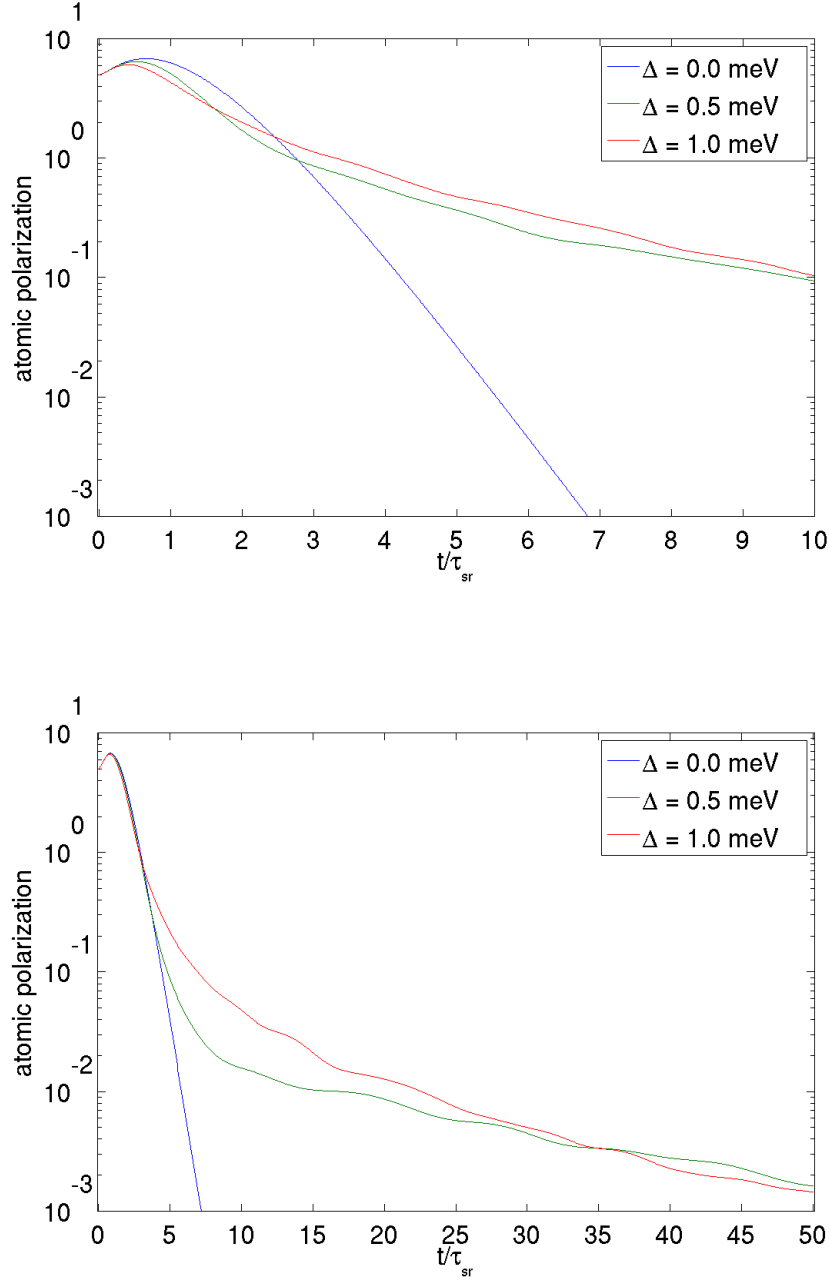 1
10
0
10
-1
10
-2
10
-3
10
atomic polarization
Δ = 0.0 meV
Δ = 0.5 meV
Δ = 1.0 meV
0 1 2 3 4 5 6 7 8 9 10
t/τsr
1
10
0
10
-1
10
-2
10
-3
10
atomic polarization
Δ = 0.0 meV
Δ = 0.5 meV
Δ = 1.0 meV
0 5 10 15 20 25 30 35 40 45 50
t/τsr